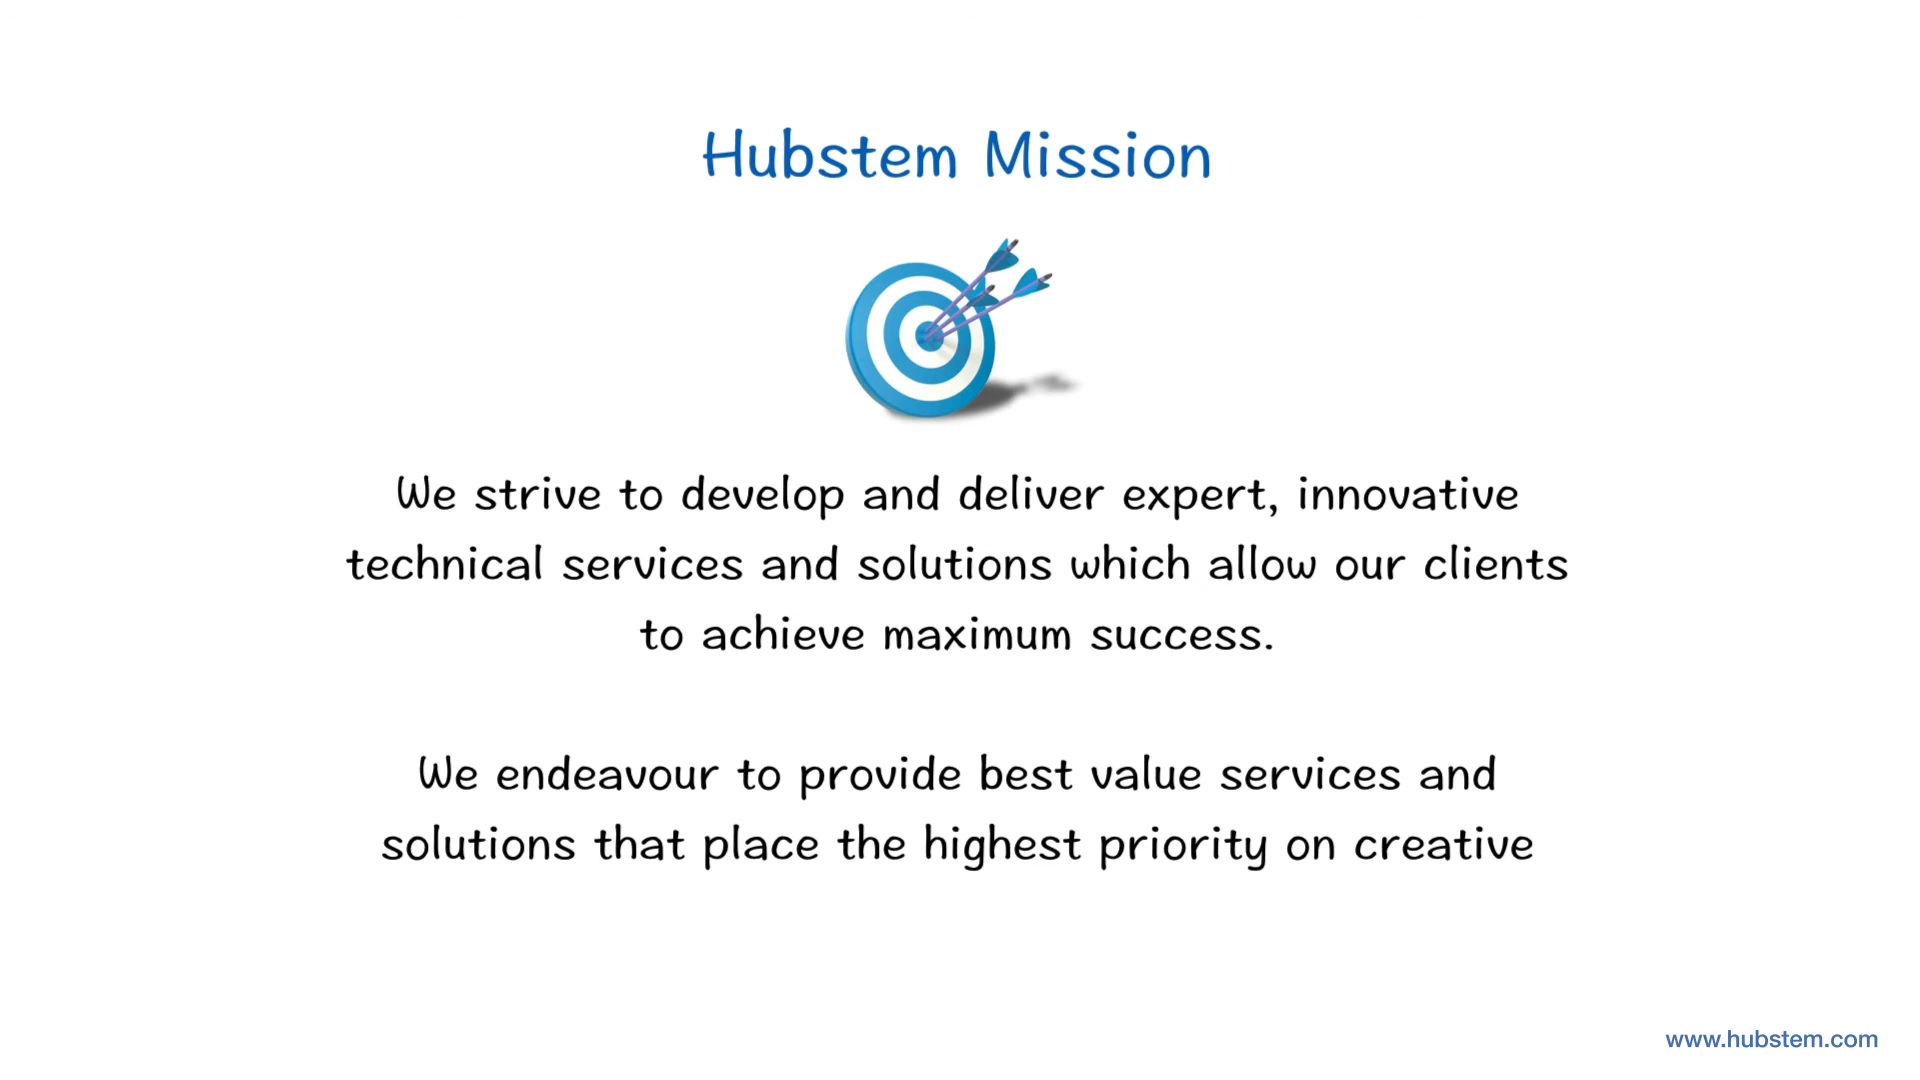 Hubstem Mission
We strive to develop and deliver expert, innovative
technical services and solutions which allow our clients
to achieve maximum success.
We endeavour to provide best value services and
solutions that place the highest priority on creative
www.hubstem.com